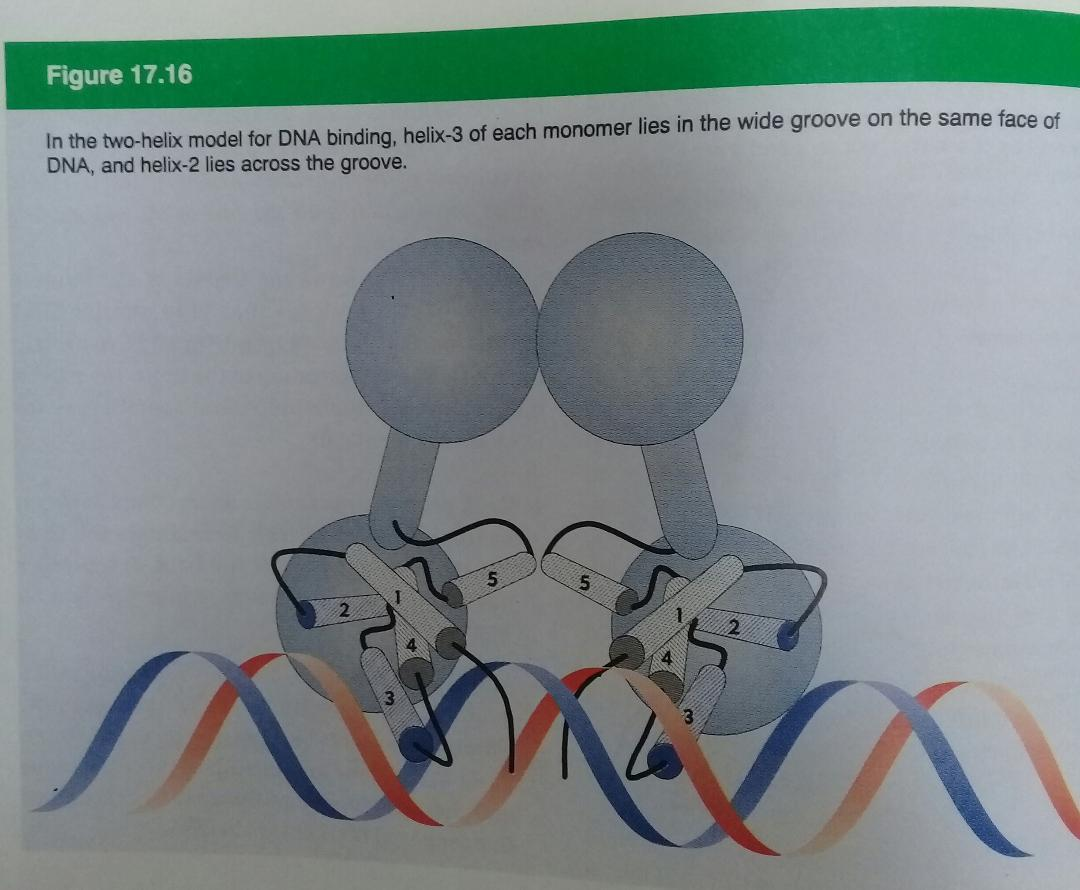 Figure 17.16
In the two-helix model for DNA binding, helix-3 of each monomer lies in the wide groove on the same face of
DNA, and helix-2 lies across the groove.
5 5
2 1 1 2
4 4
3 3